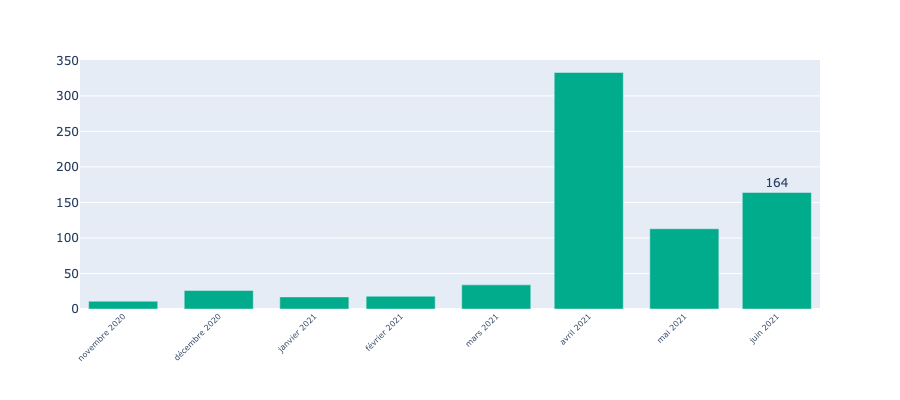 350
300
250
200
150
100
50
0
164
novembre 2020
décembre 2020
janvier 2021
février 2021
mars 2021
avril 2021
mai 2021
juin 2021